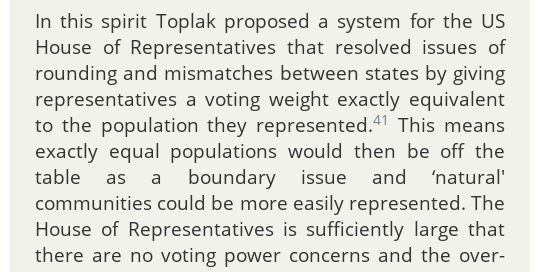 In this spirit Toplak proposed a system for the US
House of Representatives that resolved issues of
rounding and mismatches between states by giving
representatives a voting weight exactly equivalent
to the population they represented.41 This means
exactly equal populations would then be off the
table as a boundary issue and ‘natural'
communities could be more easily represented. The
House of Representatives is sufficiently large that
there are no voting power concerns and the over-